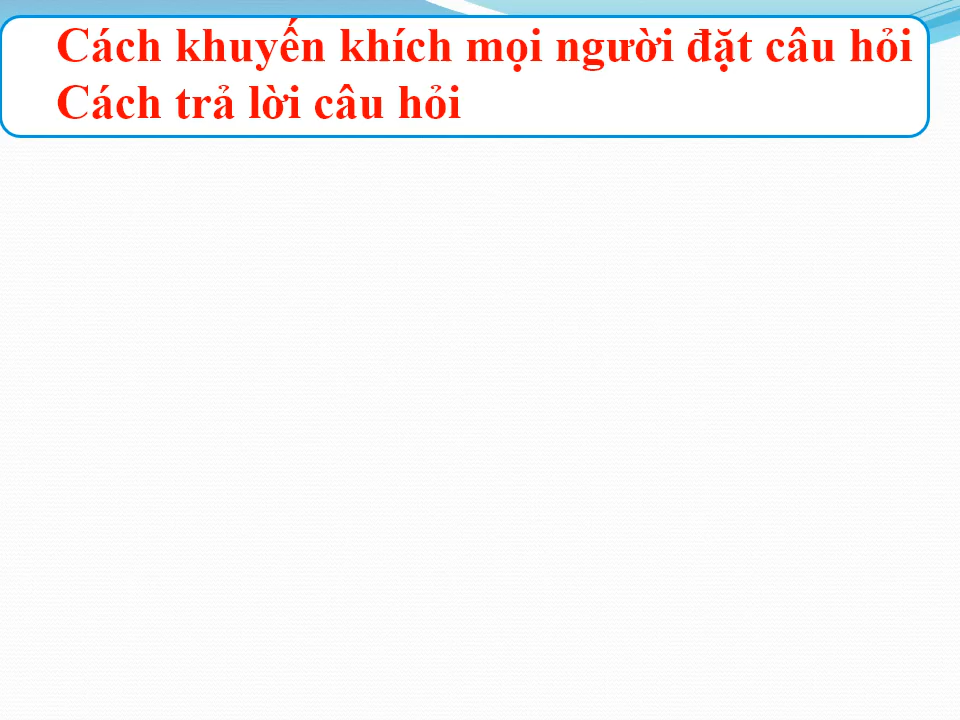 Cách khuyến khích mọi người đặt câu hỏi
Cách trả lời câu hỏi